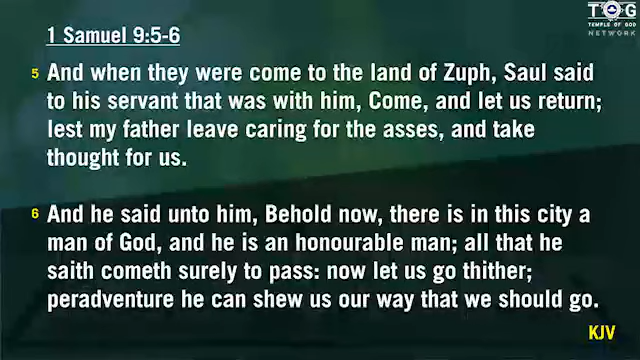 TOG
TEMPLE OF GOD
NETWORK
1 Samuel 9:5-6
5 And when they were come to the land of Zuph, Saul said
to his servant that was with him, Come, and let us return;
lest my father leave caring for the asses, and take
thought for us.
6 And he said unto him, Behold now, there is in this city a
man of God, and he is an honourable man; all that he
saith cometh surely to pass: now let us go thither;
peradventure he can shew us our way that we should go.
KJV